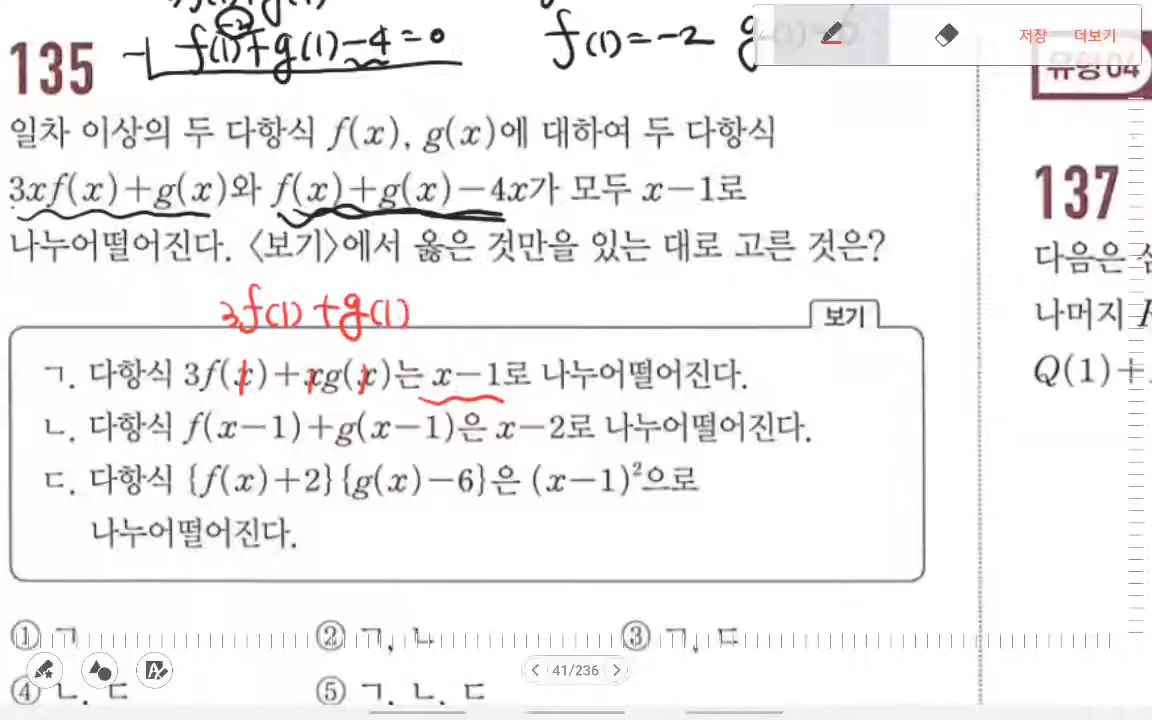 f(1)+g(1)-4=0
-2
f(1)=-2 g
저장 더보기
135
유형 04
일차 이상의 두 다항식 f(x), g(x)에 대하여 두 다항식
3xf(x)+g(x)와 f(x)+g(x)-4x가 모두 x-1로
나누어떨어진다. 〈보기〉에서 옳은 것만을 있는 대로 고른 것은?
3f(1)+g(1)
보기
ㄱ. 다항식 3f(x)+xg(x)는 x-1로 나누어떨어진다.
ㄴ. 다항식 f(x-1)+g(x-1)은 x-2로 나누어떨어진다.
ㄷ. 다항식 {f(x)+2}{g(x)-6}은 (x-1)²으로
나누어떨어진다.
① ㄱ ② ㄱ, ㄴ ③ ㄱ, ㄷ
④ ㄴ, ㄷ ⑤ ㄱ, ㄴ, ㄷ
41/236
137
다음은
나머지
Q(1)+